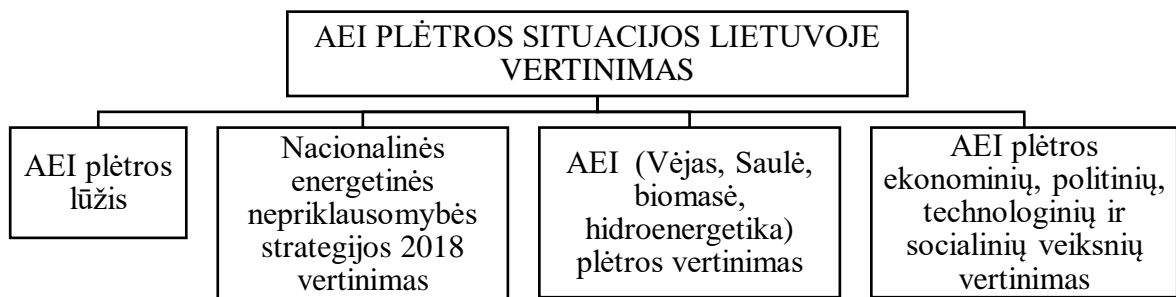 AEI PLĖTROS SITUACIJOS LIETUVOJE
VERTINIMAS
AEI plėtros
lūžis
Nacionalinės
energetinės
nepriklausomybės
strategijos 2018
vertinimas
AEI (Vėjas, Saulė,
biomasė,
hidroenergetika)
plėtros vertinimas
AEI plėtros
ekonominių, politinių,
technologinių ir
socialinių veiksnių
vertinimas